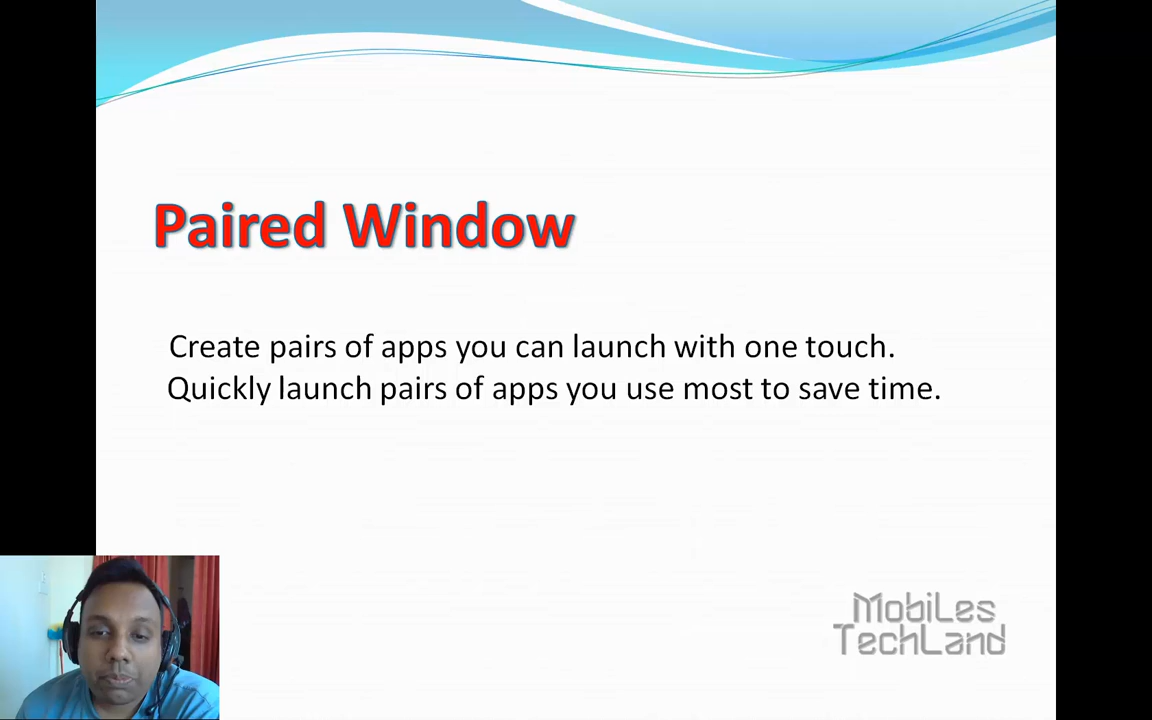 Paired Window
Create pairs of apps you can launch with one touch.
Quickly launch pairs of apps you use most to save time.
MobiLes
TechLand